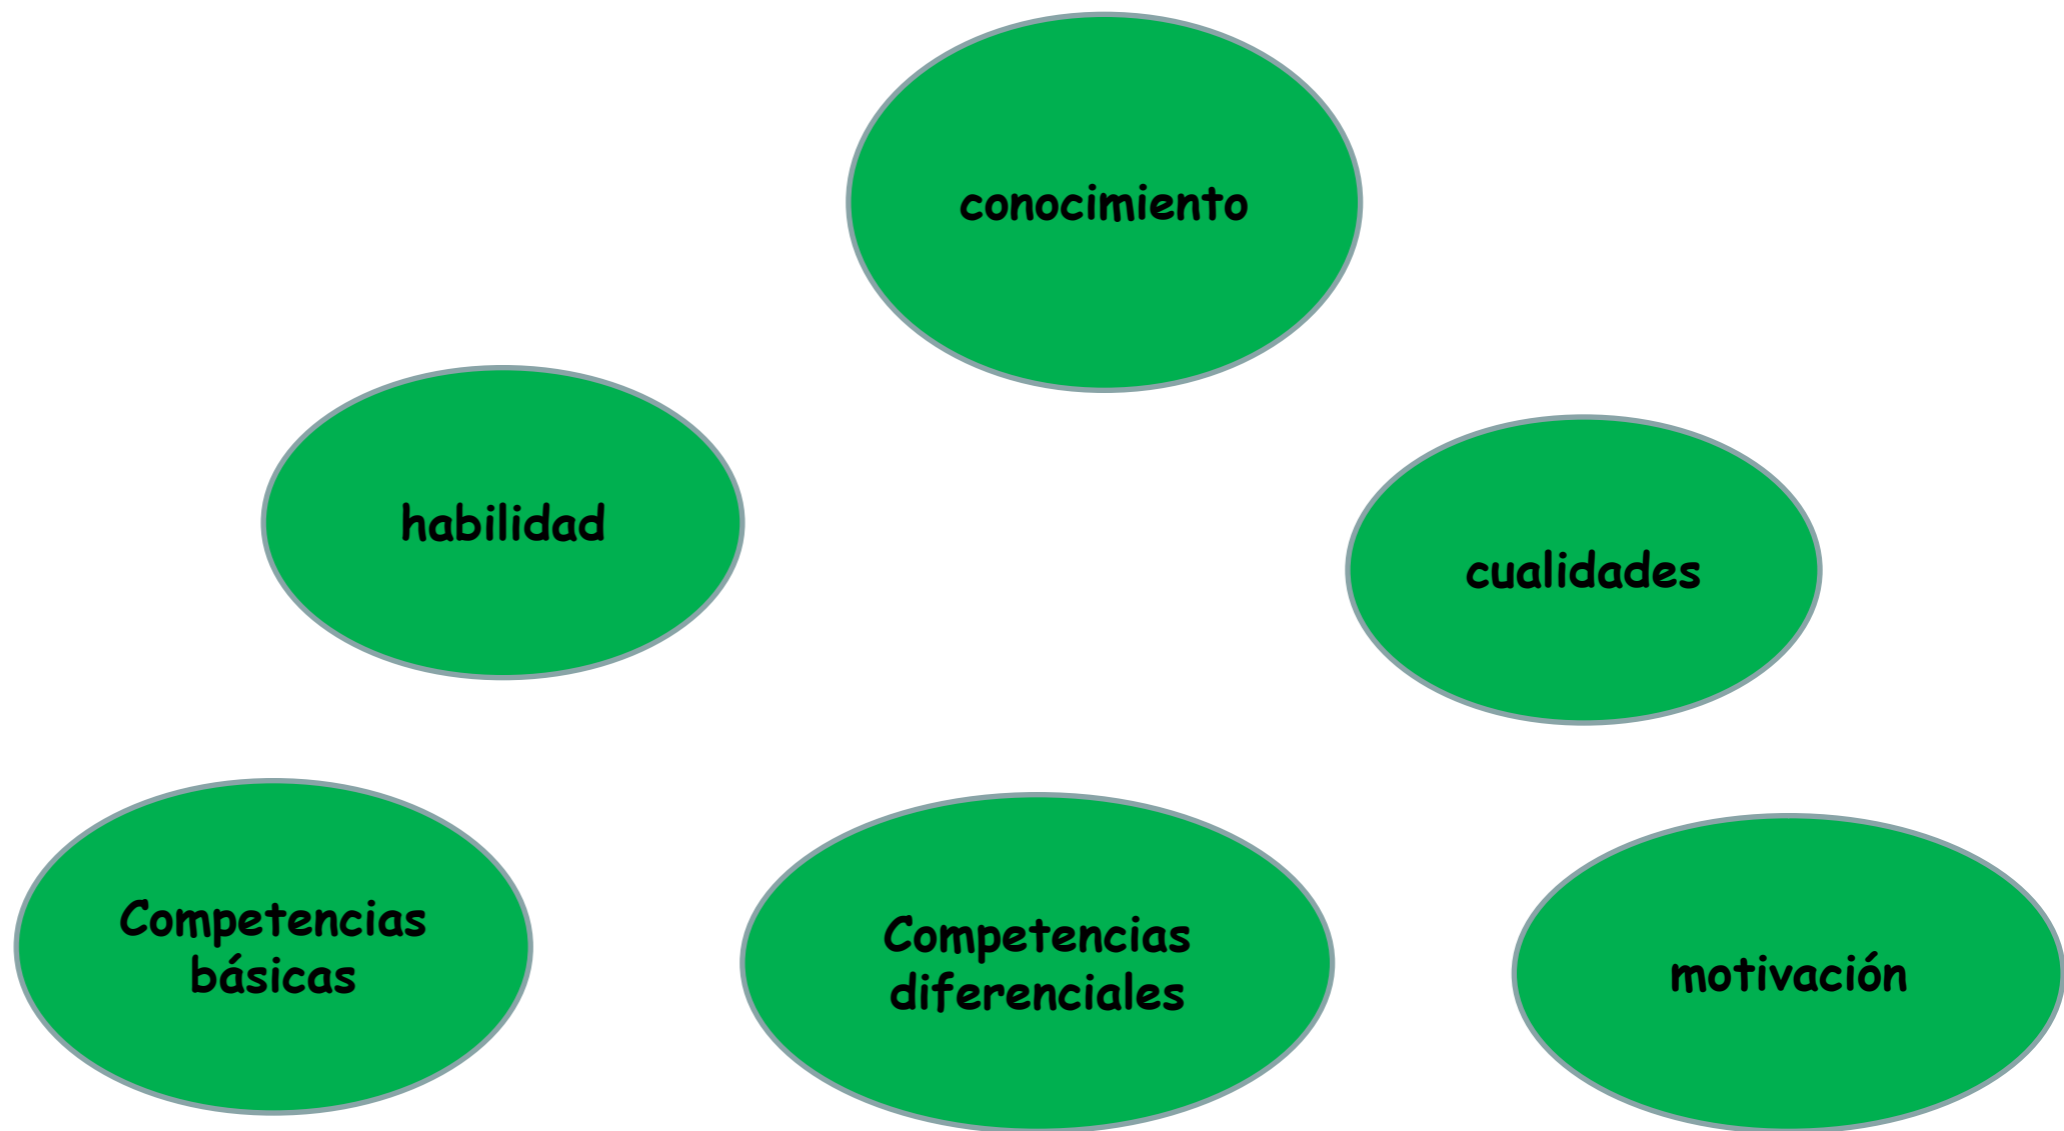 conocimiento
habilidad
cualidades
Competencias
básicas
Competencias
diferenciales
motivación